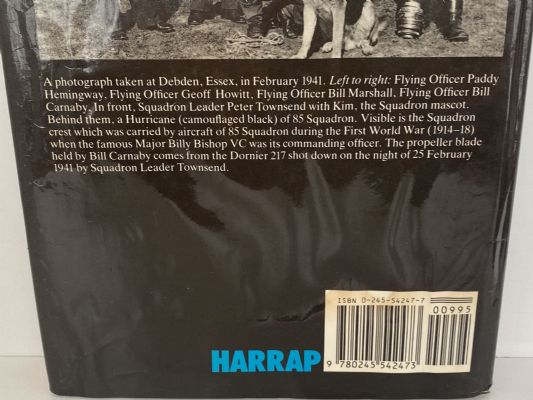 A photograph taken at Debden, Essex, in February 1941. Left to right: Flying Officer Paddy
Hemingway, Flying Officer Geoff Howitt, Flying Officer Bill Marshall, Flying Officer Bill
Carnaby. In front, Squadron Leader Peter Townsend with Kim, the Squadron mascot.
Behind them, a Hurricane (camouflaged black) of 85 Squadron. Visible is the Squadron
crest which was carried by aircraft of 85 Squadron during the First World War (1914–18)
when the famous Major Billy Bishop VC was its commanding officer. The propeller blade
held by Bill Carnaby comes from the Dornier 217 shot down on the night of 25 February
1941 by Squadron Leader Townsend.
ISBN 0-245-54247-7
00995
HARRAP
9 780245 542473